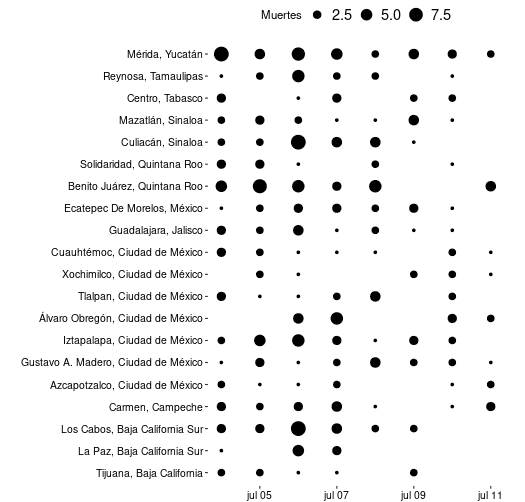 Muertes 2.5 5.0 7.5
Mérida, Yucatán
Reynosa, Tamaulipas
Centro, Tabasco
Mazatlán, Sinaloa
Culiacán, Sinaloa
Solidaridad, Quintana Roo
Benito Juárez, Quintana Roo
Ecatepec De Morelos, México
Guadalajara, Jalisco
Cuauhtémoc, Ciudad de México
Xochimilco, Ciudad de México
Tlalpan, Ciudad de México
Álvaro Obregón, Ciudad de México
Iztapalapa, Ciudad de México
Gustavo A. Madero, Ciudad de México
Azcapotzalco, Ciudad de México
Carmen, Campeche
Los Cabos, Baja California Sur
La Paz, Baja California Sur
Tijuana, Baja California
jul 05 jul 07 jul 09 jul 11